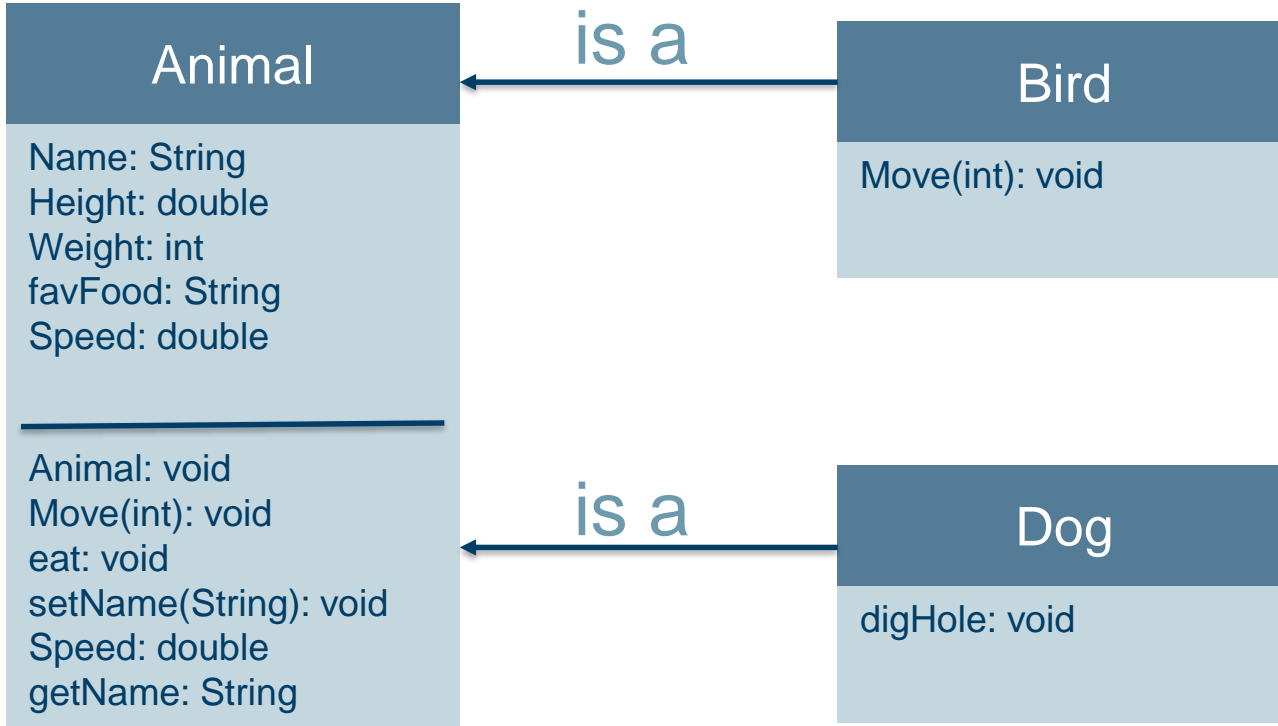 Animal
Name: String
Height: double
Weight: int
favFood: String
Speed: double
Animal: void
Move(int): void
eat: void
setName(String): void
Speed: double
getName: String
is a
Bird
Move(int): void
is a
Dog
digHole: void